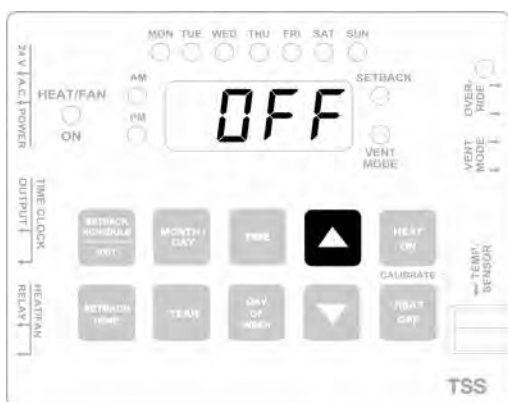 MON TUE WED THU FRI SAT SUN
24 V A.C. POWER
HEAT/FAN
ON
AM
PM
OFF
SETBACK
VENT
MODE
OVER-
RIDE
VENT
MODE
TIME CLOCK
OUTPUT
SETBACK
SCHEDULE
EXIT
MONTH /
DAY
TIME
HEAT
ON
CALIBRATE
TEMP.
SENSOR
HEAT/FAN
RELAY
SETBACK
TEMP
YEAR
DAY
OF
WEEK
HEAT
OFF
TSS